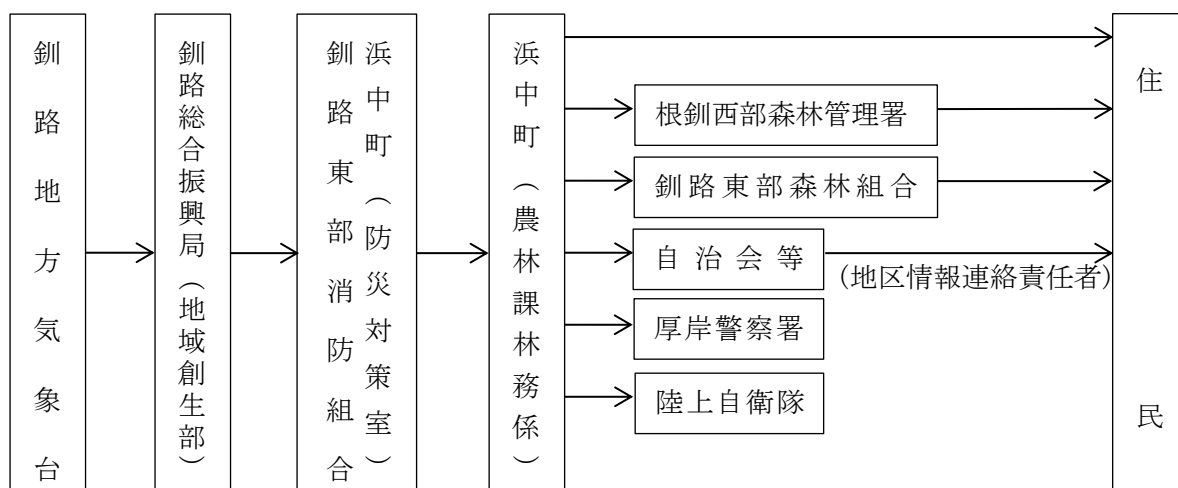 釧路地方気象台
釧路総合振興局(地域創生部)
浜中町(防災対策室)
釧路東部消防組合
浜中町(農林課林務係)
根釧西部森林管理署
釧路東部森林組合
自治会等
(地区情報連絡責任者)
厚岸警察署
陸上自衛隊
住民